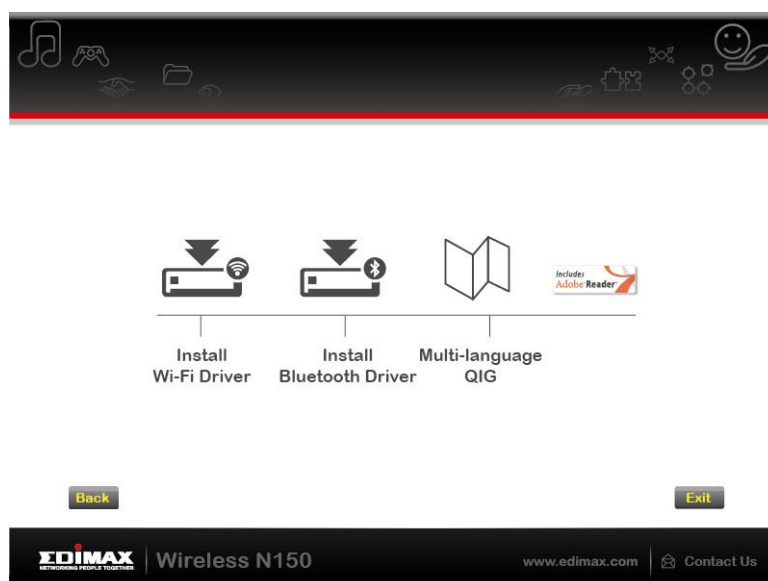 Includes
Adobe Reader
Install
Wi-Fi Driver
Install
Bluetooth Driver
Multi-language
QIG
Back
Exit
EDIMAX
NETWORKING PEOPLE TOGETHER
Wireless N150
www.edimax.com
Contact Us